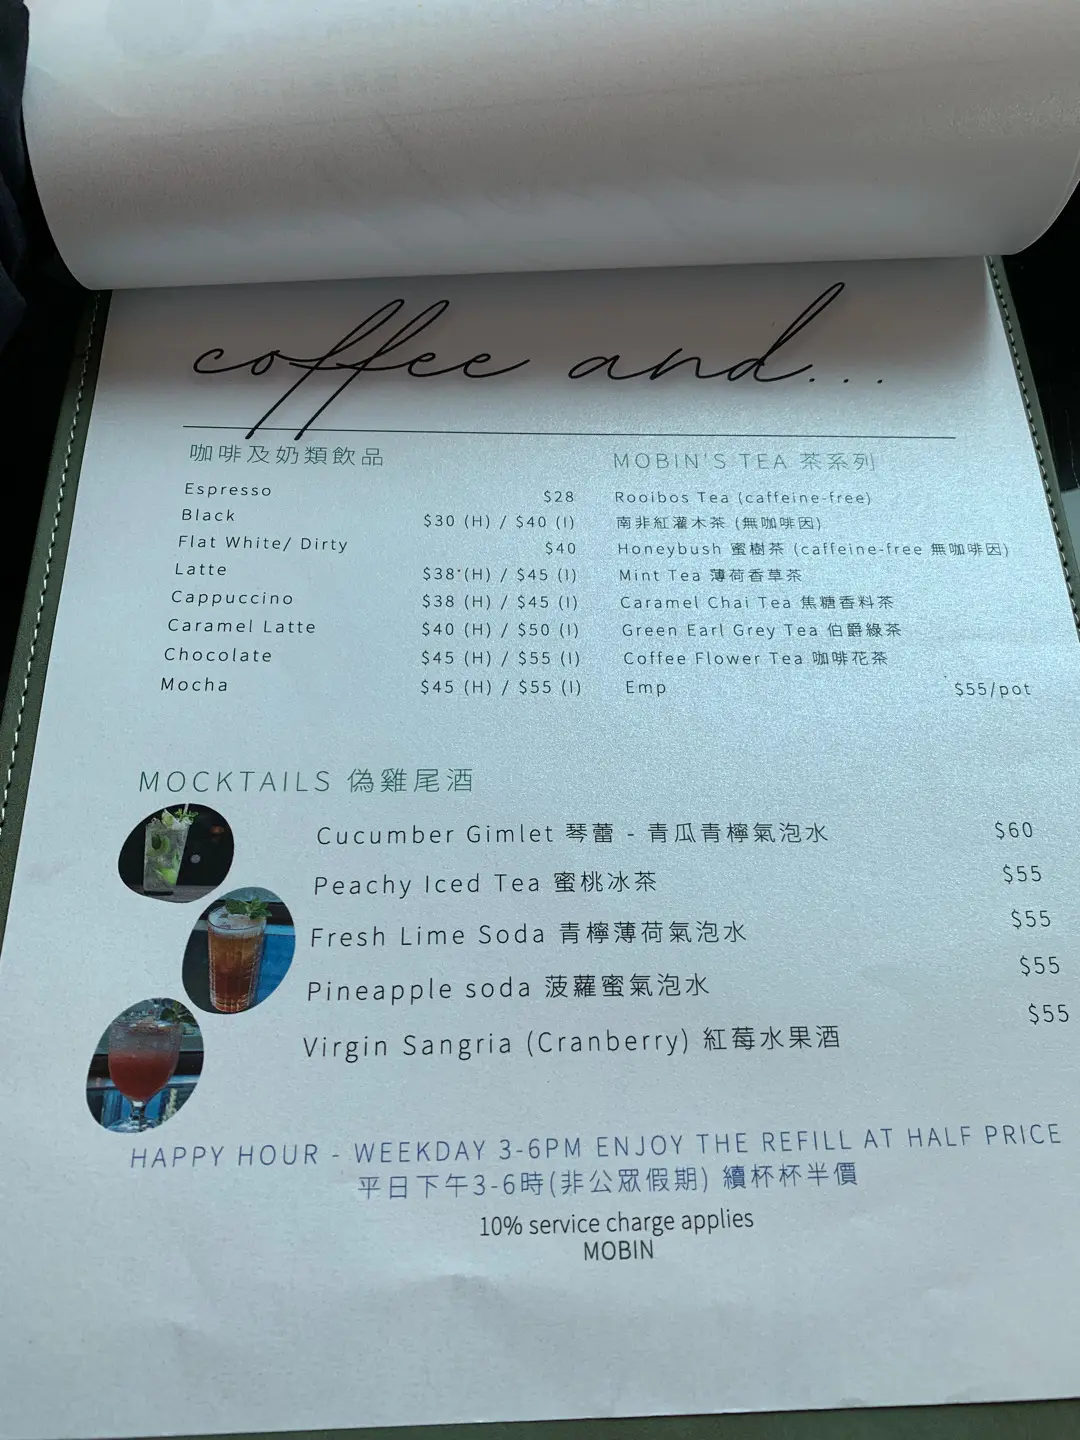 coffee and...
咖啡及奶類飲品
Espresso $28
Black $30 (H) / $40 (I)
Flat White/ Dirty $40
Latte $38 (H) / $45 (I)
Cappuccino $38 (H) / $45 (I)
Caramel Latte $40 (H) / $50 (I)
Chocolate $45 (H) / $55 (I)
Mocha $45 (H) / $55 (I)
MOBIN'S TEA 茶系列
Rooibos Tea (caffeine-free)
南非紅灌木茶 (無咖啡因)
Honeybush 蜜樹茶 (caffeine-free 無咖啡因)
Mint Tea 薄荷香草茶
Caramel Chai Tea 焦糖香料茶
Green Earl Grey Tea 伯爵綠茶
Coffee Flower Tea 咖啡花茶
Emp $55/pot
MOCKTAILS 偽雞尾酒
Cucumber Gimlet 琴蕾 - 青瓜青檸氣泡水 $60
Peachy Iced Tea 蜜桃冰茶 $55
Fresh Lime Soda 青檸薄荷氣泡水 $55
Pineapple soda 菠蘿蜜氣泡水 $55
Virgin Sangria (Cranberry) 紅莓水果酒 $55
HAPPY HOUR - WEEKDAY 3-6PM ENJOY THE REFILL AT HALF PRICE
平日下午3-6時(非公眾假期) 續杯杯半價
10% service charge applies
MOBIN